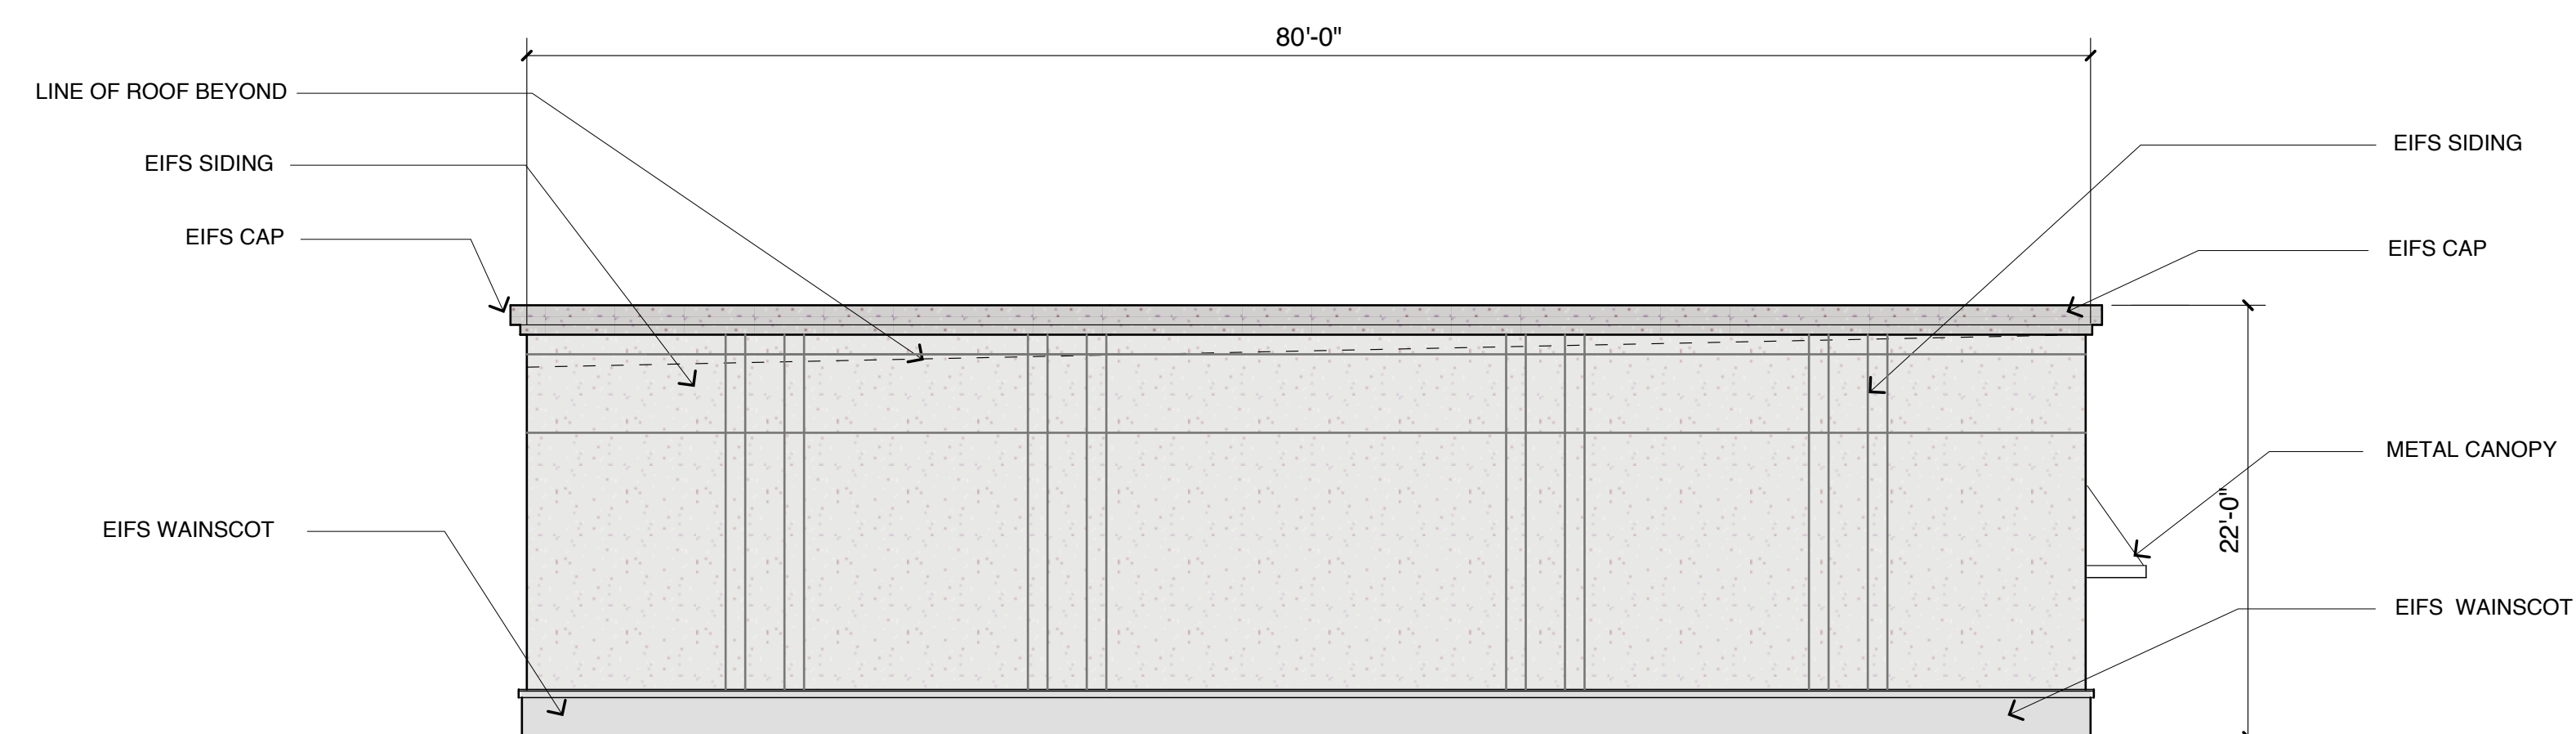 80'-0"
LINE OF ROOF BEYOND
EIFS SIDING
EIFS SIDING
EIFS CAP
EIFS CAP
METAL CANOPY
22'-0"
EIFS WAINSCOT
EIFS  WAINSCOT